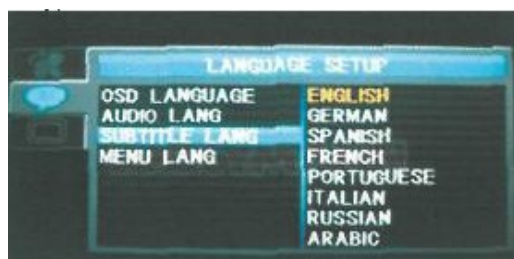 LANGUAGE SETUP
OSD LANGUAGE
AUDIO LANG
SUBTITLE LANG
MENU LANG
ENGLISH
GERMAN
SPANISH
FRENCH
PORTUGUESE
ITALIAN
RUSSIAN
ARABIC